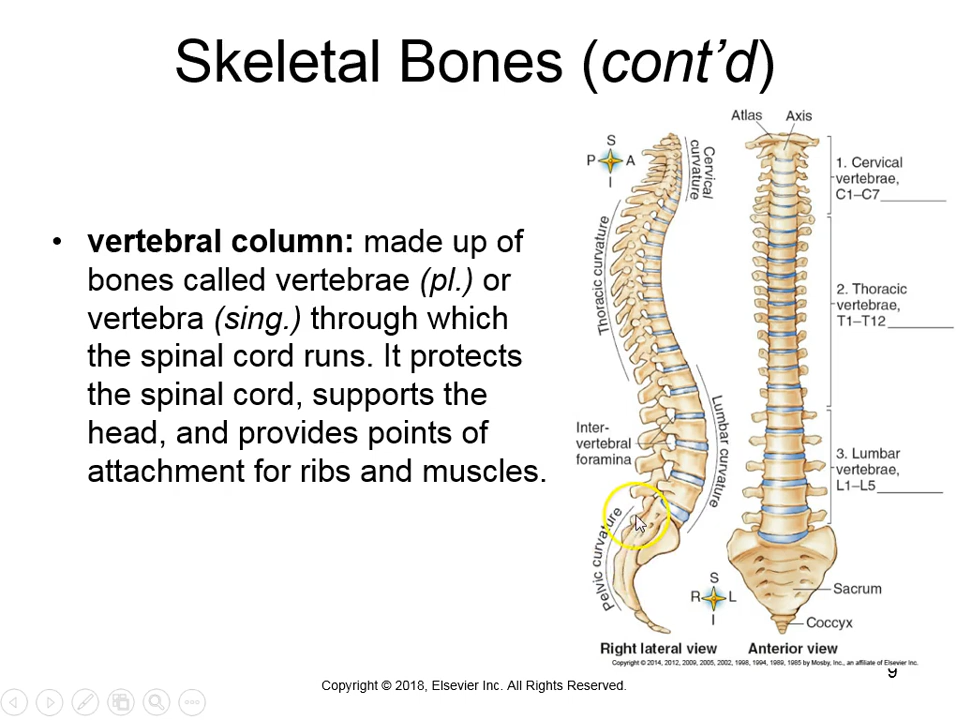 Skeletal Bones (cont’d)
• vertebral column: made up of
bones called vertebrae (pl.) or
vertebra (sing.) through which
the spinal cord runs. It protects
the spinal cord, supports the
head, and provides points of
attachment for ribs and muscles.
S
P A
I
Cervical
curvature
Thoracic curvature
Lumbar curvature
Inter-
vertebral
foramina
Pelvic curvature
Right lateral view
Atlas Axis
1. Cervical
vertebrae,
C1–C7
2. Thoracic
vertebrae,
T1–T12
3. Lumbar
vertebrae,
L1–L5
S
R L
I
Sacrum
Coccyx
Anterior view
Copyright © 2014, 2012, 2009, 2005, 2002, 1998, 1994, 1989, 1985 by Mosby, Inc., an affiliate of Elsevier Inc.
9
Copyright © 2018, Elsevier Inc. All Rights Reserved.